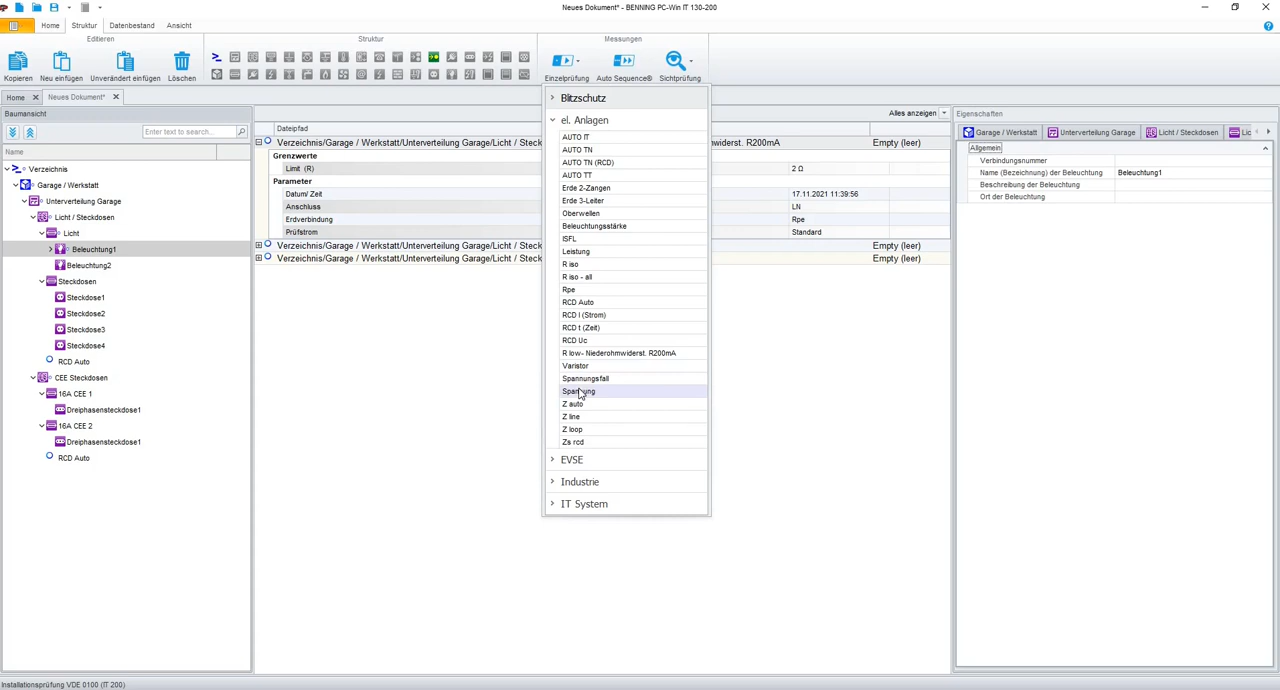 Neues Dokument* - BENNING PC-Win IT 130-200
Home Struktur Datenbestand Ansicht
Editieren Struktur Messungen
Kopieren Neu einfügen Unverändert einfügen Löschen Einzelprüfung Auto Sequence® Sichtprüfung
Home Neues Dokument*
Baumansicht
Enter text to search...
Name
Verzeichnis
Garage / Werkstatt
Unterverteilung Garage
Licht / Steckdosen
Licht
Beleuchtung1
Beleuchtung2
Steckdosen
Steckdose1
Steckdose2
Steckdose3
Steckdose4
RCD Auto
CEE Steckdosen
16A CEE 1
Dreiphasensteckdose1
16A CEE 2
Dreiphasensteckdose1
RCD Auto
Alles anzeigen
Dateipfad
Verzeichnis/Garage / Werkstatt/Unterverteilung Garage/Licht / Steck derwiderst. R200mA Empty (leer)
Grenzwerte
Limit (R) 2 Ω
Parameter
Datum/ Zeit 17.11.2021 11:39:56
Anschluss LN
Erdverbindung Rpe
Prüfstrom Standard
Verzeichnis/Garage / Werkstatt/Unterverteilung Garage/Licht / Steck Empty (leer)
Verzeichnis/Garage / Werkstatt/Unterverteilung Garage/Licht / Steck Empty (leer)
Blitzschutz
el. Anlagen
AUTO IT
AUTO TN
AUTO TN (RCD)
AUTO TT
Erde 2-Zangen
Erde 3-Leiter
Oberwellen
Beleuchtungsstärke
ISFL
Leistung
R iso
R iso - all
Rpe
RCD Auto
RCD I (Strom)
RCD t (Zeit)
RCD Uc
R low- Niederohmwiderst. R200mA
Varistor
Spannungsfall
Spannung
Z auto
Z line
Z loop
Zs rcd
EVSE
Industrie
IT System
Eigenschaften
Garage / Werkstatt Unterverteilung Garage Licht / Steckdosen Lic
Allgemein
Verbindungsnummer
Name (Bezeichnung) der Beleuchtung Beleuchtung1
Beschreibung der Beleuchtung
Ort der Beleuchtung
Installationsprüfung VDE 0100 (IT 200)